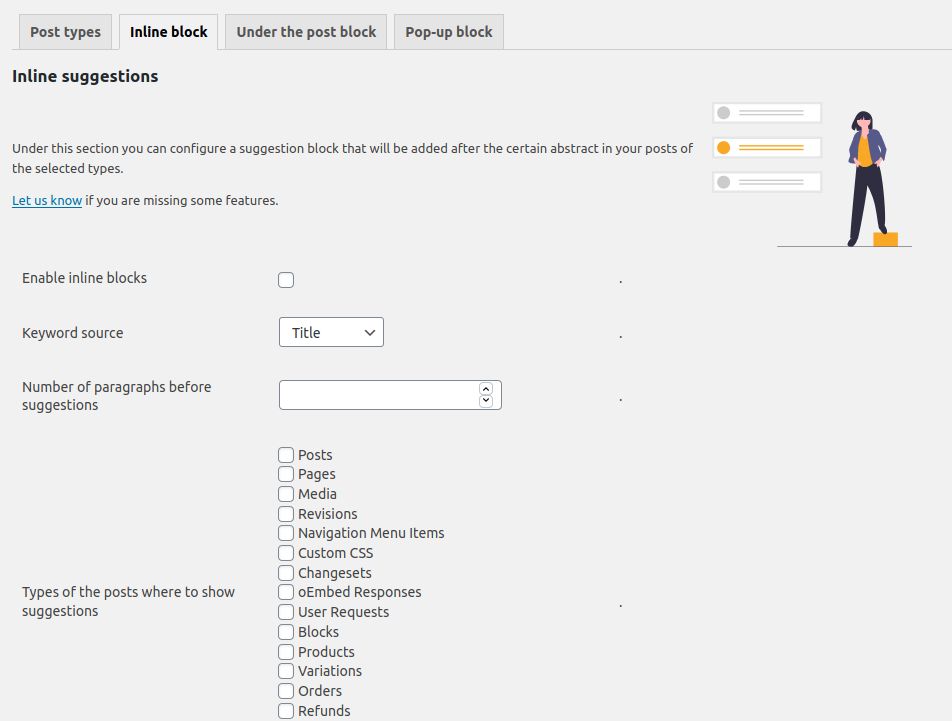 Post types
Inline block
Under the post block
Pop-up block
Inline suggestions
Under this section you can configure a suggestion block that will be added after the certain abstract in your posts of
the selected types.
Let us know if you are missing some features.
Enable inline blocks
.
Keyword source
Title
.
Number of paragraphs before
suggestions
.
Types of the posts where to show
suggestions
Posts
Pages
Media
Revisions
Navigation Menu Items
Custom CSS
Changesets
oEmbed Responses
User Requests
Blocks
Products
Variations
Orders
Refunds
.